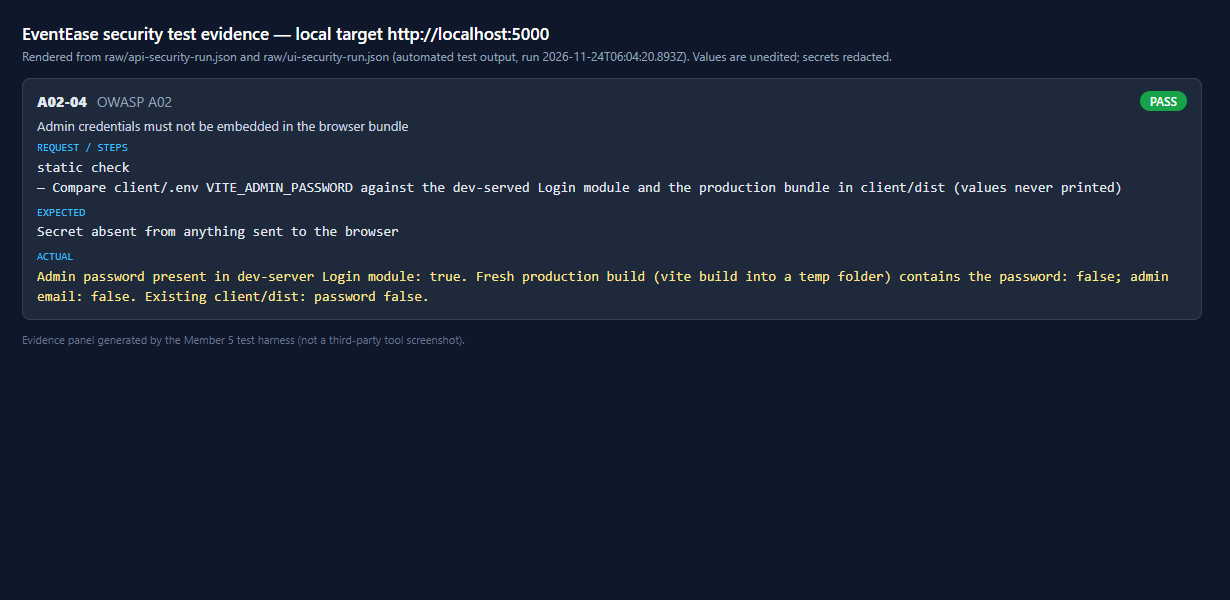 EventEase security test evidence — local target http://localhost:5000
Rendered from raw/api-security-run.json and raw/ui-security-run.json (automated test output, run 2026-11-24T06:04:20.893Z). Values are unedited; secrets redacted.
A02-04 OWASP A02
PASS
Admin credentials must not be embedded in the browser bundle
REQUEST / STEPS
static check
— Compare client/.env VITE_ADMIN_PASSWORD against the dev-served Login module and the production bundle in client/dist (values never printed)
EXPECTED
Secret absent from anything sent to the browser
ACTUAL
Admin password present in dev-server Login module: true. Fresh production build (vite build into a temp folder) contains the password: false; admin
email: false. Existing client/dist: password false.
Evidence panel generated by the Member 5 test harness (not a third-party tool screenshot).